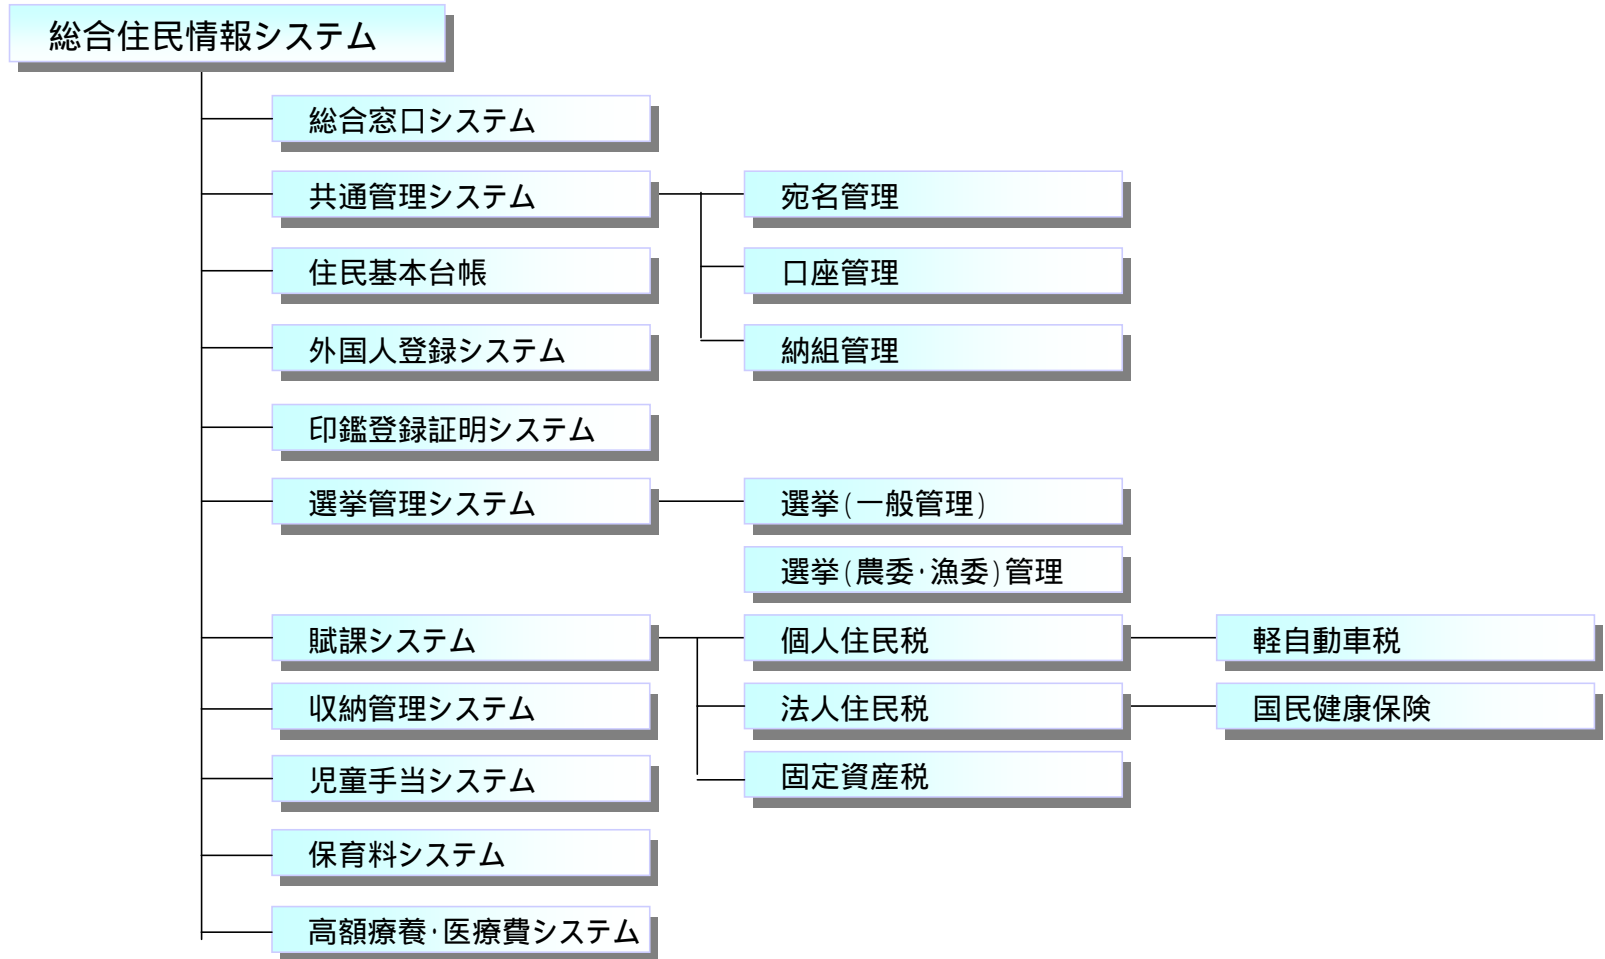 総合住民情報システム
総合窓口システム
共通管理システム
宛名管理
住民基本台帳
口座管理
外国人登録システム
納組管理
印鑑登録証明システム
選挙管理システム
選挙(一般管理)
選挙(農委・漁委)管理
賦課システム
個人住民税
軽自動車税
収納管理システム
法人住民税
国民健康保険
児童手当システム
固定資産税
保育料システム
高額療養・医療費システム